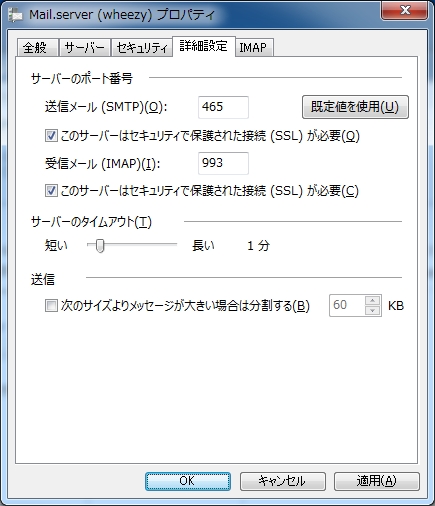 Mail.server (wheezy) プロパティ
全般 サーバー セキュリティ 詳細設定 IMAP
サーバーのポート番号
送信メール (SMTP)(O): 465 既定値を使用(U)
このサーバーはセキュリティで保護された接続 (SSL) が必要(Q)
受信メール (IMAP)(I): 993
このサーバーはセキュリティで保護された接続 (SSL) が必要(C)
サーバーのタイムアウト(T)
短い 長い 1 分
送信
次のサイズよりメッセージが大きい場合は分割する(B) 60 KB
OK キャンセル 適用(A)